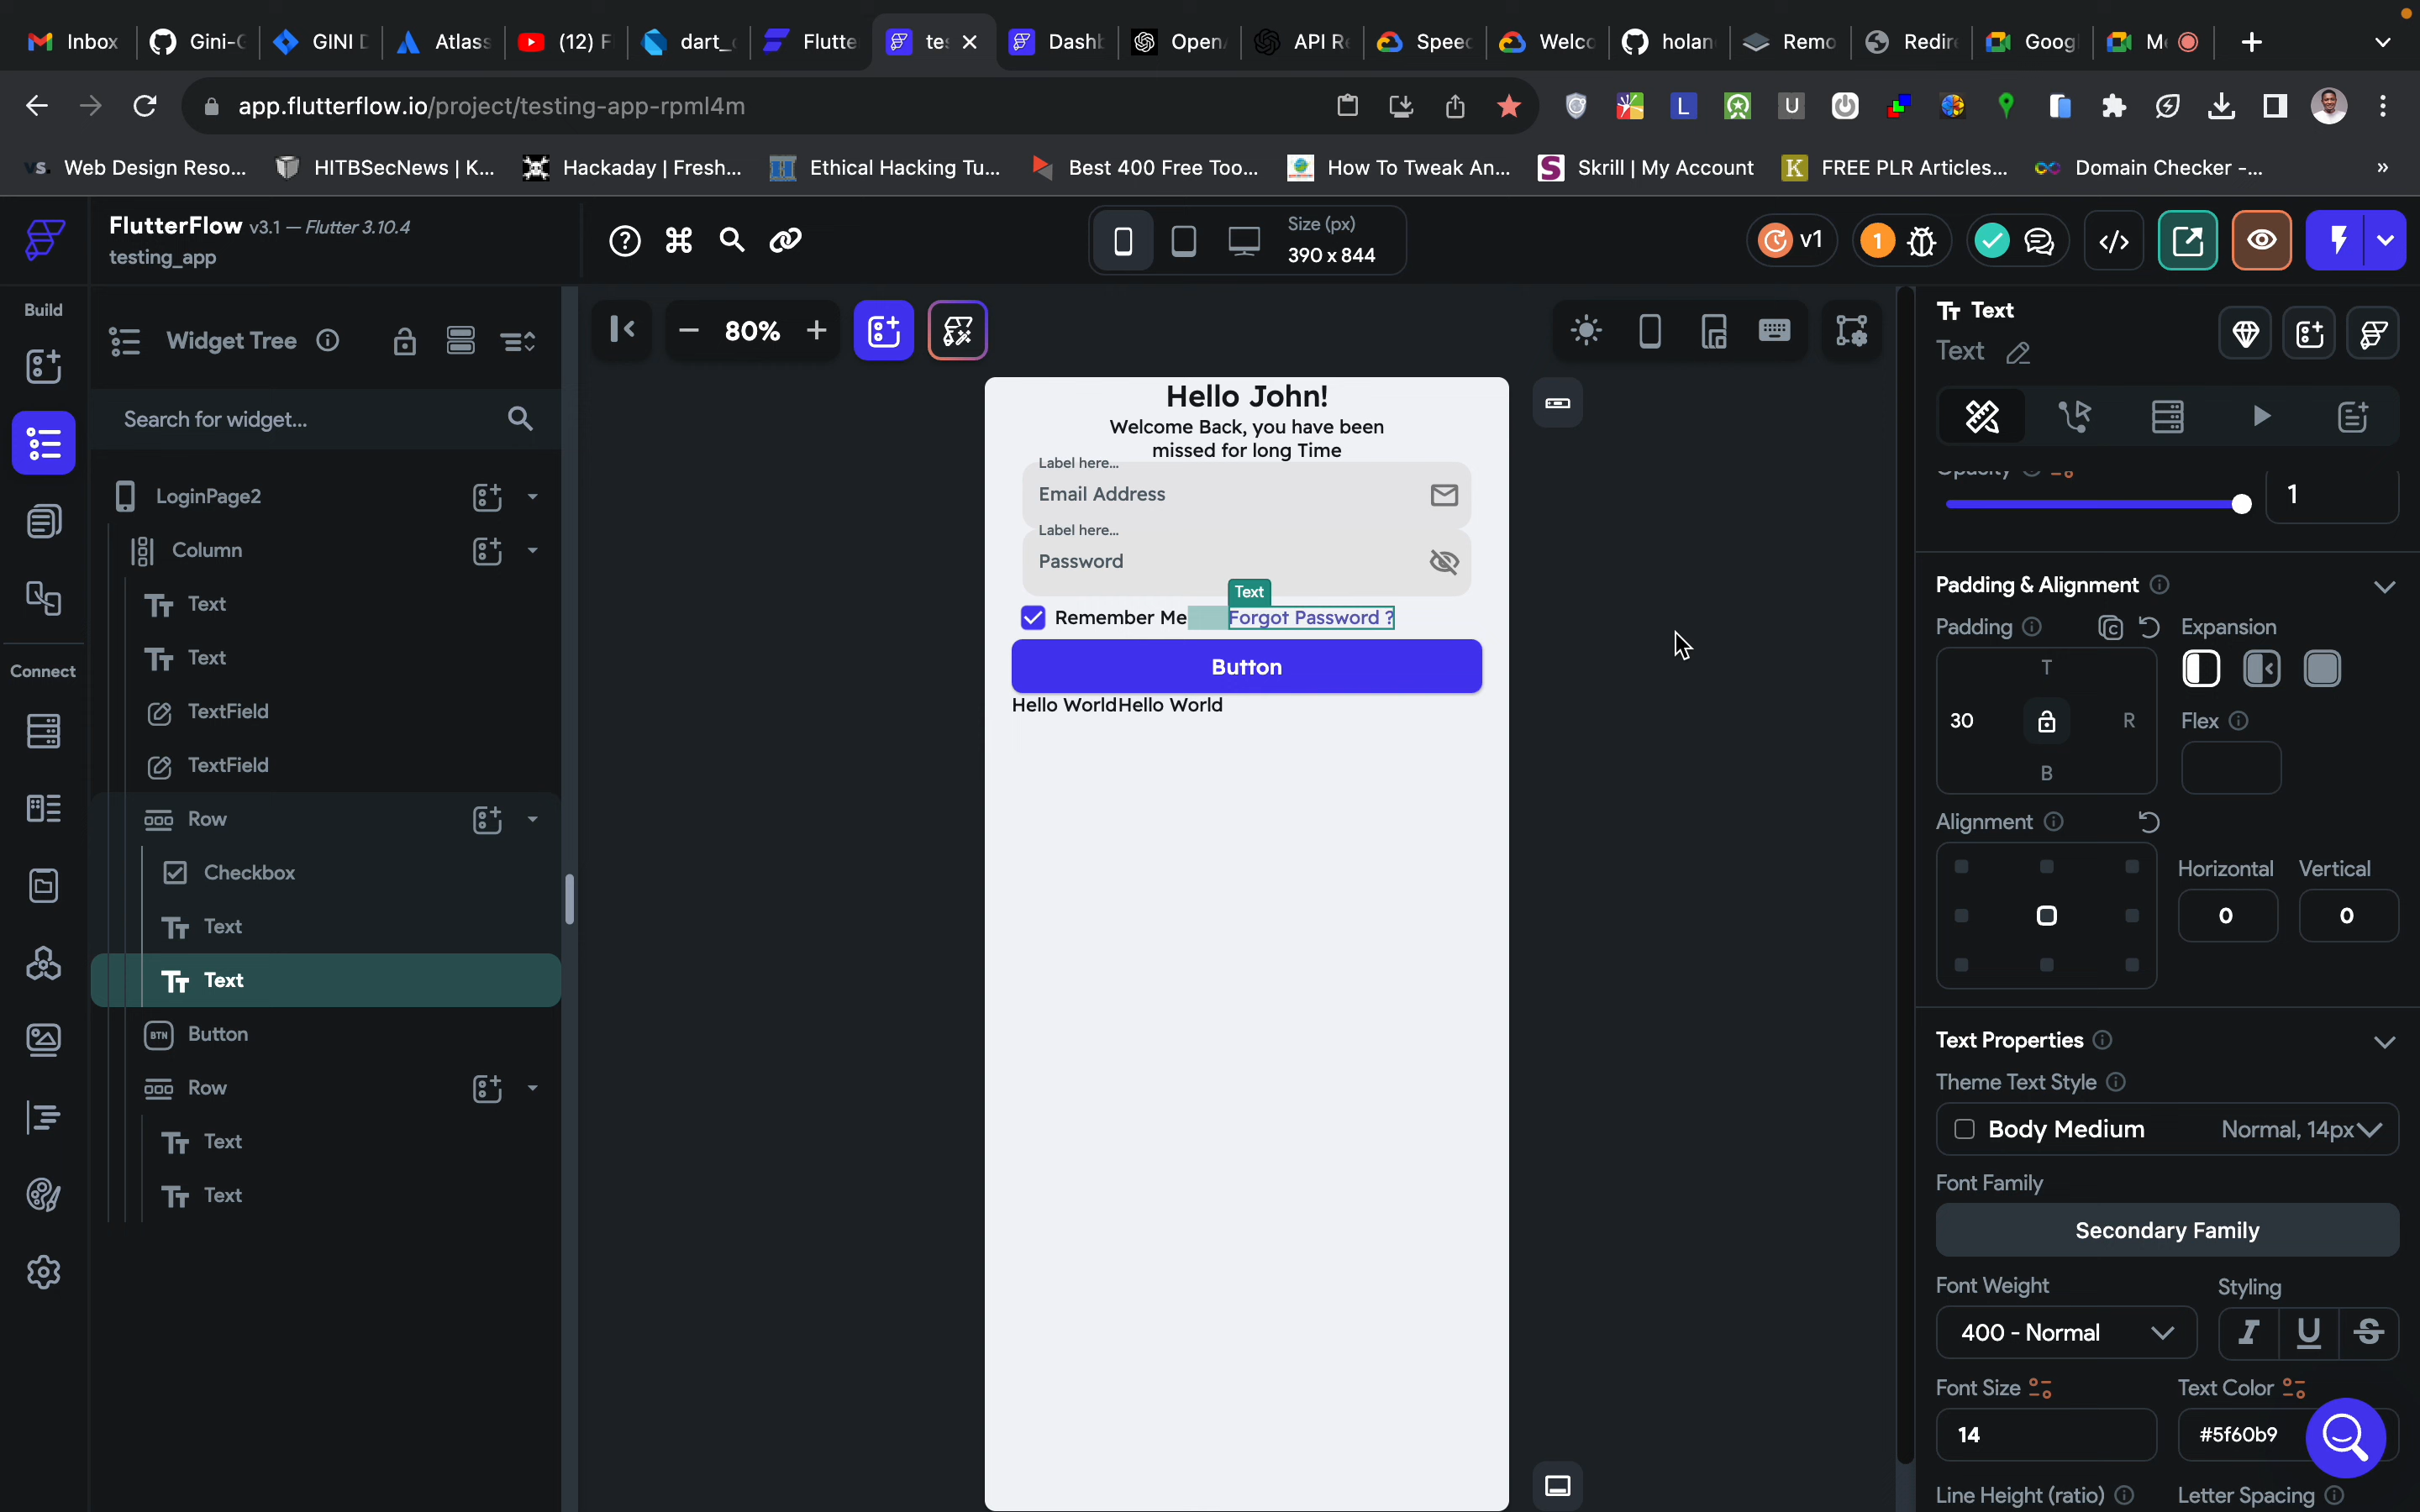 Inbox
Gini-G
GINI D
Atlass
(12) F
dart_
Flutte
tes
Dashb
Open
API Re
Speec
Welco
holan
Remo
Redire
Goog
M
app.flutterflow.io/project/testing-app-rpml4m
Web Design Reso...
HITBSecNews | K...
Hackaday | Fresh...
Ethical Hacking Tu...
Best 400 Free Too...
How To Tweak An...
Skrill | My Account
FREE PLR Articles...
Domain Checker -...
»
FlutterFlow v3.1 — Flutter 3.10.4
testing_app
Size (px)
390 x 844
v1
1
Build
Connect
Widget Tree
Search for widget...
LoginPage2
Column
Text
Text
TextField
TextField
Row
Checkbox
Text
Text
BTN Button
Row
Text
Text
80%
Hello John!
Welcome Back, you have been
missed for long Time
Label here...
Email Address
Label here...
Password
Text
Remember Me
Forgot Password ?
Button
Hello WorldHello World
Text
Text
Opacity
1
Padding & Alignment
Padding
Expansion
T
30
R
B
Flex
Alignment
Horizontal
Vertical
0
0
Text Properties
Theme Text Style
Body Medium
Normal, 14px
Font Family
Secondary Family
Font Weight
Styling
400 - Normal
I U S
Font Size
Text Color
14
#5f60b9
Line Height (ratio)
Letter Spacing